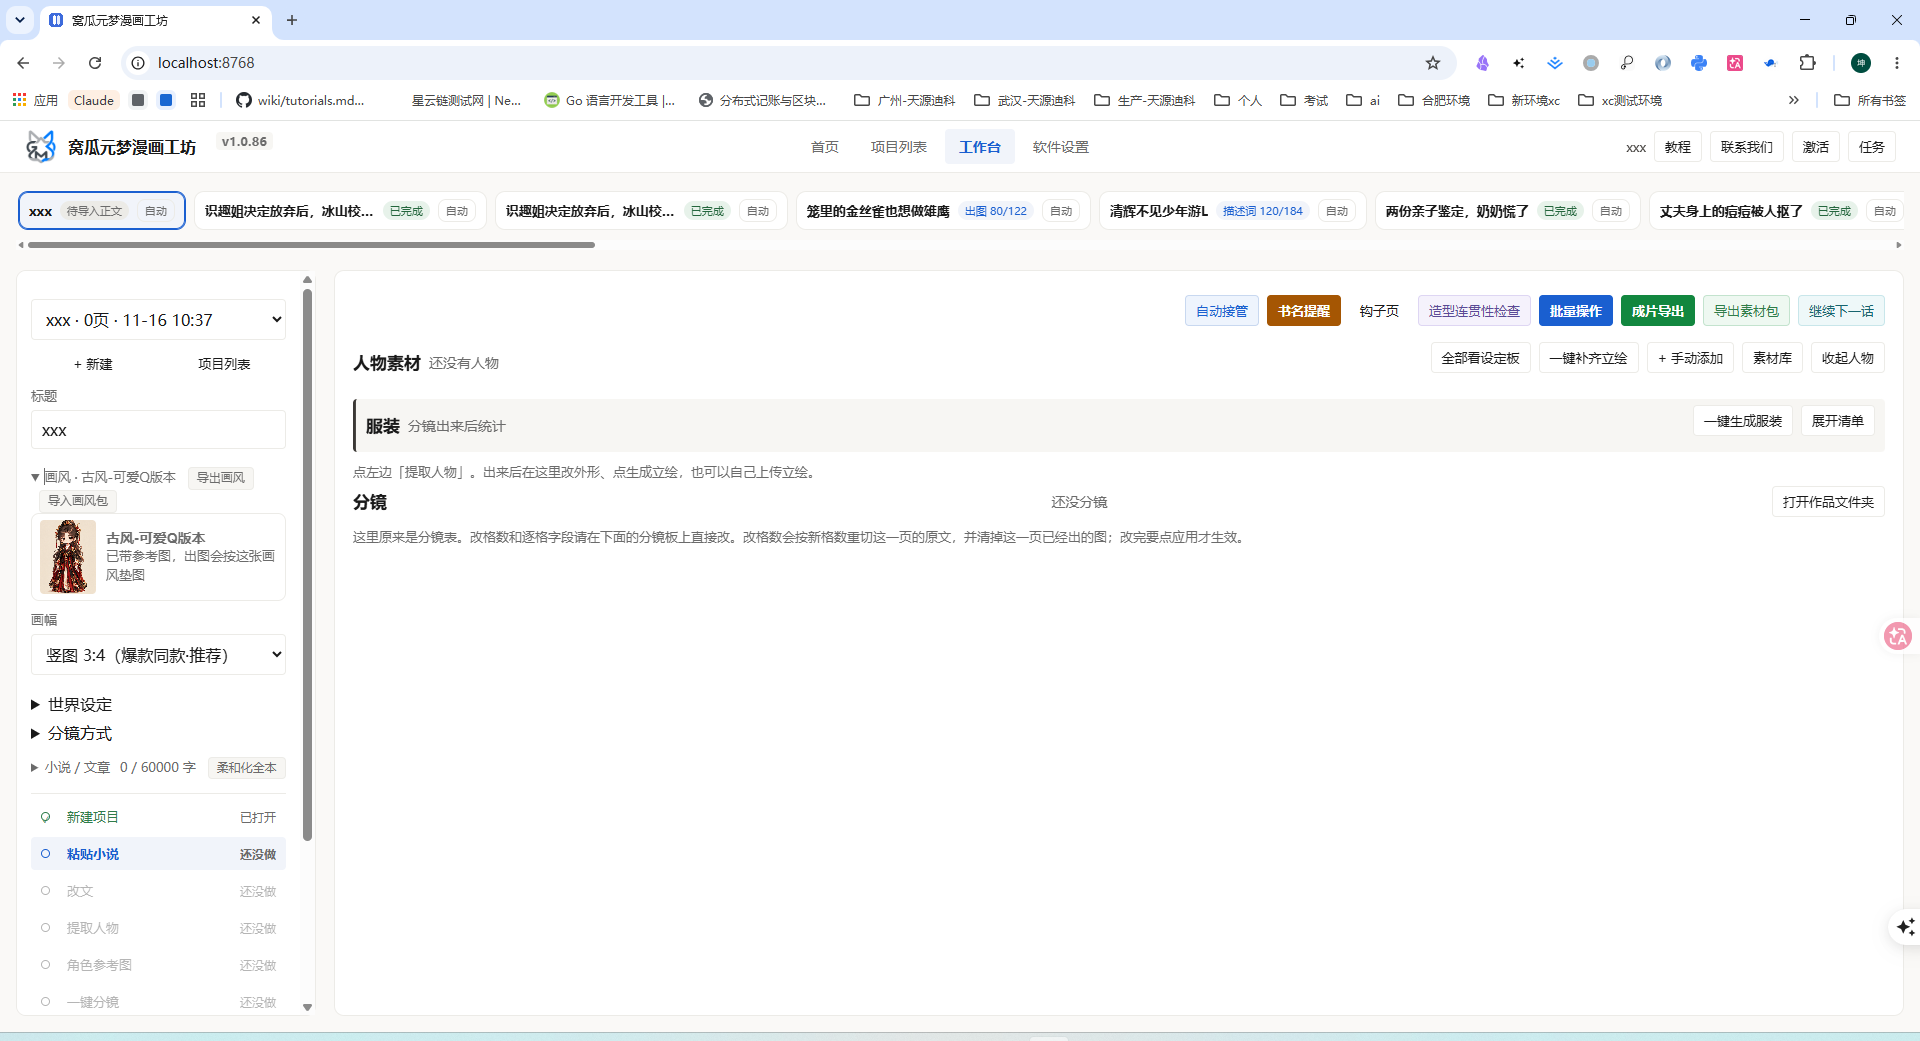 窝瓜元梦漫画工坊
localhost:8768
应用
Claude
wiki/tutorials.md...
星云链测试网 | Ne...
Go 语言开发工具 |...
分布式记账与区块...
广州-天源迪科
武汉-天源迪科
生产-天源迪科
个人
考试
ai
合肥环境
新环境xc
xc测试环境
所有书签
窝瓜元梦漫画工坊
v1.0.86
首页
项目列表
工作台
软件设置
xxx
教程
联系我们
激活
任务
xxx 待导入正文 自动
识趣姐决定放弃后，冰山校... 已完成 自动
识趣姐决定放弃后，冰山校... 已完成 自动
笼里的金丝雀也想做雄鹰 出图 80/122 自动
清辉不见少年游L 描述词 120/184 自动
两份亲子鉴定，奶奶慌了 已完成 自动
丈夫身上的痘痘被人抠了 已完成 自动
xxx · 0页 · 11-16 10:37
+ 新建
项目列表
标题
xxx
画风 · 古风-可爱Q版本
导出画风
导入画风包
古风-可爱Q版本
已带参考图，出图会按这张画
风垫图
画幅
竖图 3:4（爆款同款·推荐）
世界设定
分镜方式
小说 / 文章 0 / 60000 字
柔和化全本
新建项目 已打开
粘贴小说 还没做
改文 还没做
提取人物 还没做
角色参考图 还没做
一键分镜 还没做
自动接管
书名提醒
钩子页
造型连贯性检查
批量操作
成片导出
导出素材包
继续下一话
人物素材 还没有人物
全部看设定板
一键补齐立绘
+ 手动添加
素材库
收起人物
服装 分镜出来后统计
一键生成服装
展开清单
点左边「提取人物」。出来后在这里改外形、点生成立绘，也可以自己上传立绘。
分镜
还没分镜
打开作品文件夹
这里原来是分镜表。改格数和逐格字段请在下面的分镜板上直接改。改格数会按新格数重切这一页的原文，并清掉这一页已经出的图；改完要点应用才生效。